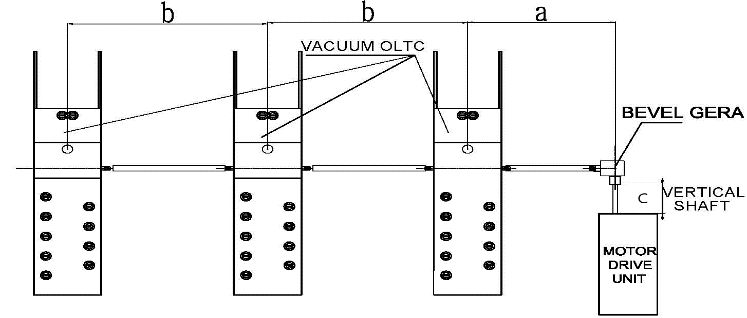 b
b
a
VACUUM OLTC
BEVEL GERA
C
VERTICAL
SHAFT
MOTOR
DRIVE
UNIT